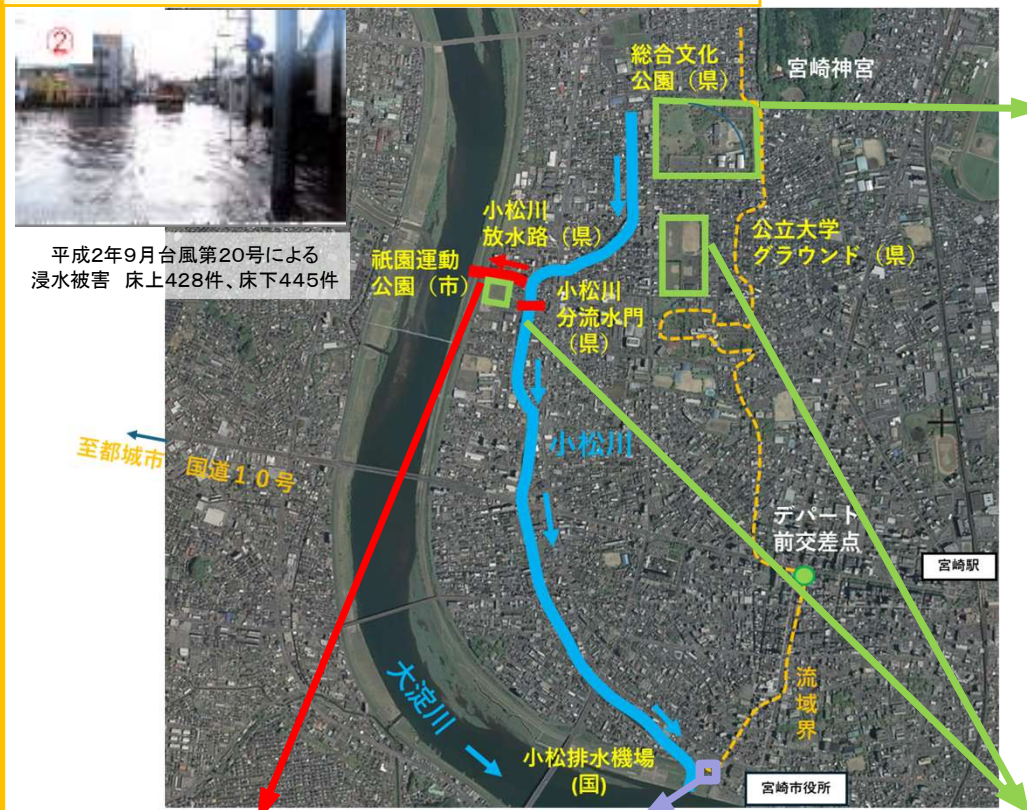 ②
平成2年9月台風第20号による
浸水被害 床上428件、床下445件
総合文化
公園（県）
宮崎神宮
小松川
放水路（県）
祇園運動
公園（市）
公立大学
グラウンド（県）
小松川
分流水門
（県）
小松川
至都城市
国道10号
デパート
前交差点
宮崎駅
大淀川
流域界
小松排水機場
(国)
宮崎市役所